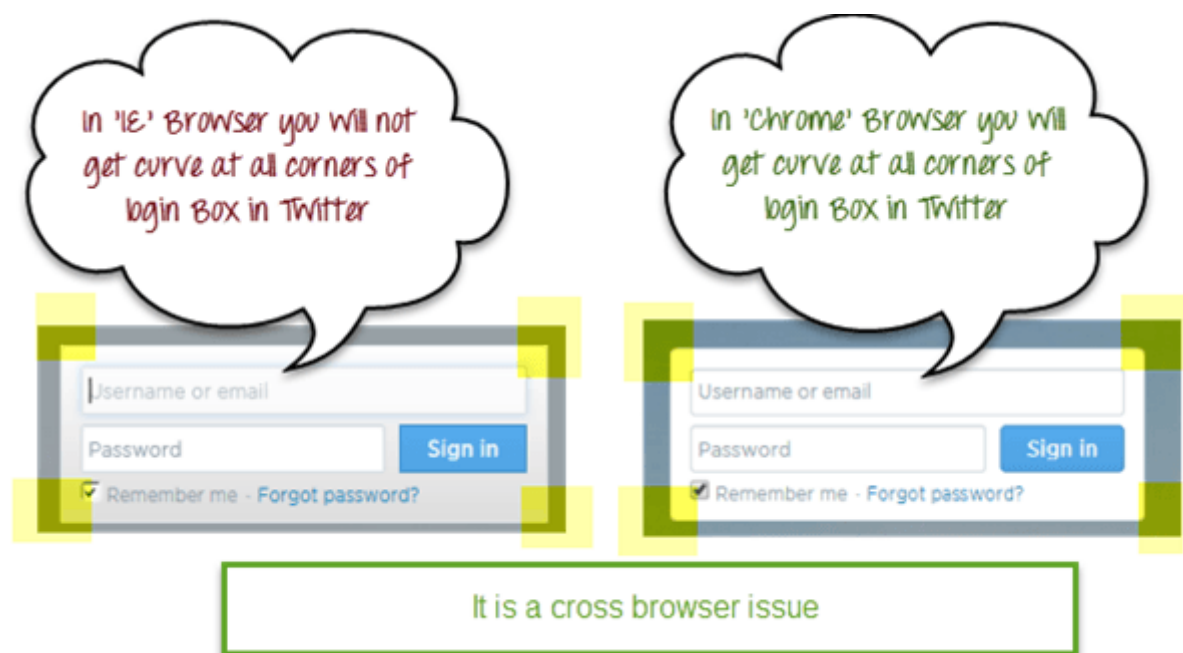 In 'IE' Browser you will not
get curve at all corners of
login Box in Twitter
In 'Chrome' Browser you will
get curve at all corners of
login Box in Twitter
Username or email
Password
Sign in
Remember me - Forgot password?
Username or email
Password
Sign in
Remember me - Forgot password?
It is a cross browser issue